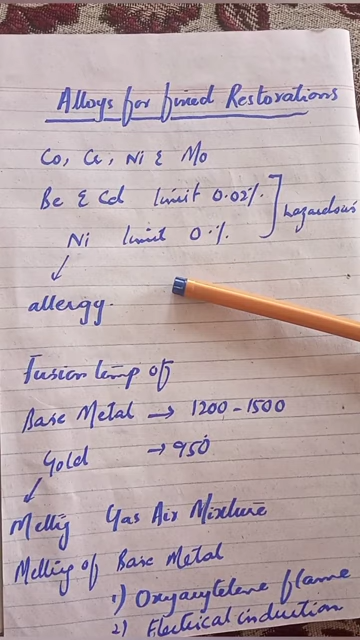 Alloys for fixed Restorations
Co, Cr, Ni & Mo
Be & Cd limit 0.02%.
hazardous
Ni limit 0%.
allergy.
Fusion temp of
Base Metal → 1200-1500
Gold → 950
Melting Gas Air Mixture
Melting of Base Metal
1) Oxyacytelene flame
2) Electrical induction